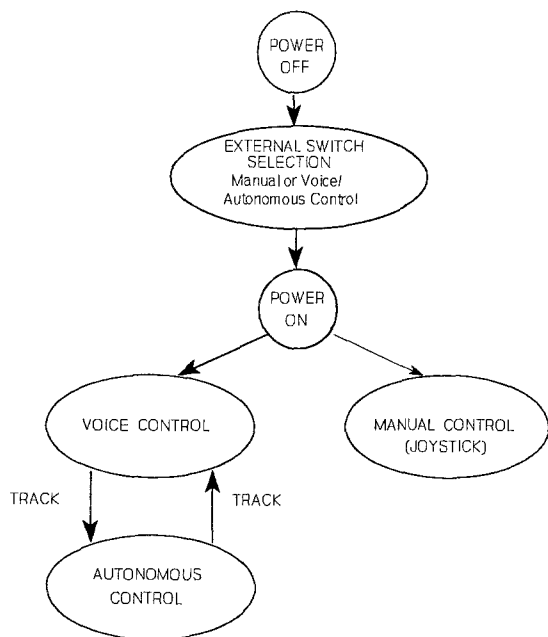 POWER
OFF
EXTERNAL SWITCH
SELECTION
Manual or Voice/
Autonomous Control
POWER
ON
VOICE CONTROL
MANUAL CONTROL
(JOYSTICK)
TRACK
TRACK
AUTONOMOUS
CONTROL